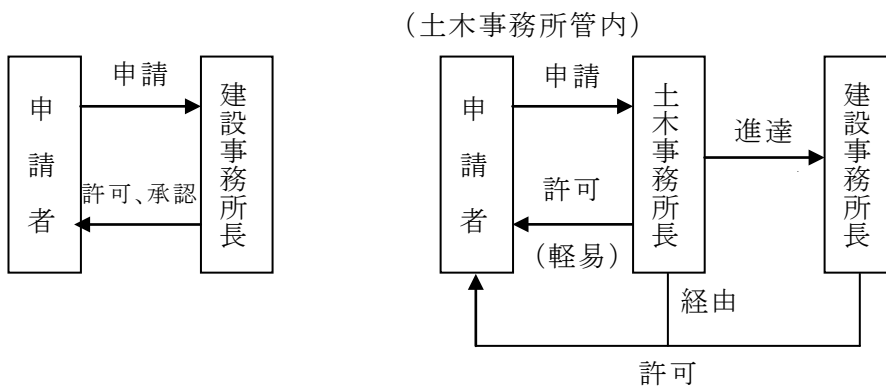 （土木事務所管内）
申請者
申請
許可、承認
建設事務所長
申請者
申請
許可
（軽易）
土木事務所長
進達
建設事務所長
経由
許可